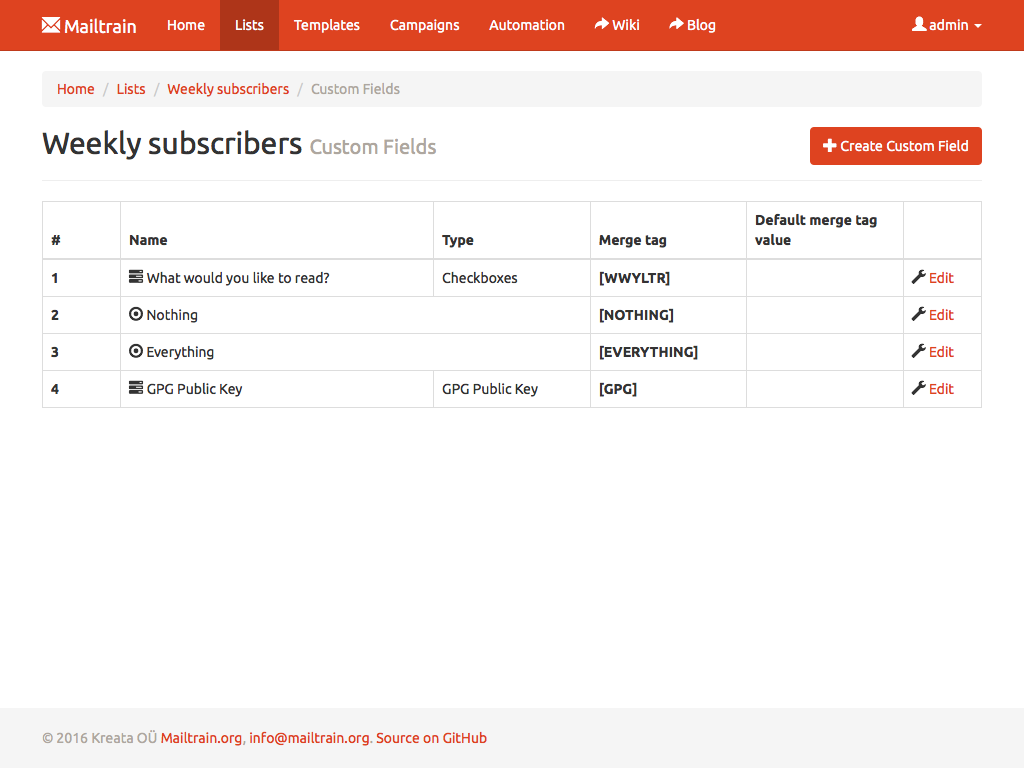 Mailtrain Home Lists Templates Campaigns Automation Wiki Blog admin
Home / Lists / Weekly subscribers / Custom Fields
Weekly subscribers Custom Fields
Create Custom Field
# Name Type Merge tag Default merge tag value
1 What would you like to read? Checkboxes [WWYLTR] Edit
2 Nothing [NOTHING] Edit
3 Everything [EVERYTHING] Edit
4 GPG Public Key GPG Public Key [GPG] Edit
© 2016 Kreata OÜ Mailtrain.org, info@mailtrain.org. Source on GitHub